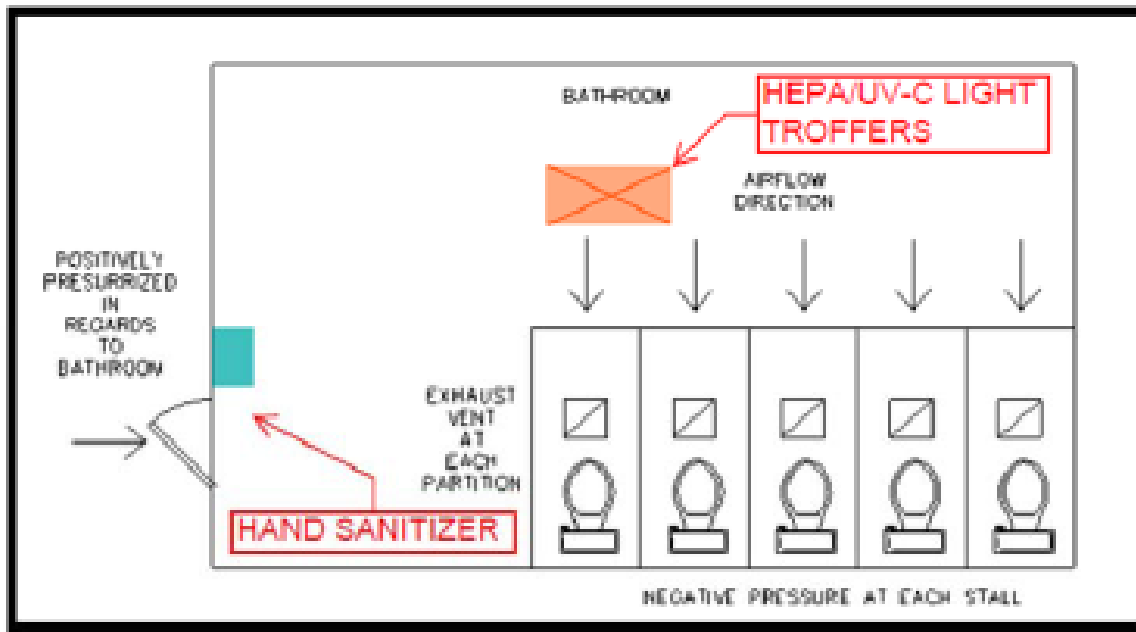 BATHROOM
HEPA/UV-C LIGHT
TROFFERS
AIRFLOW
DIRECTION
POSITIVELY
PRESURRIZED
IN
REGARDS
TO
BATHROOM
EXHAUST
VENT
AT
EACH
PARTITION
HAND SANITIZER
NEGATIVE PRESSURE AT EACH STALL